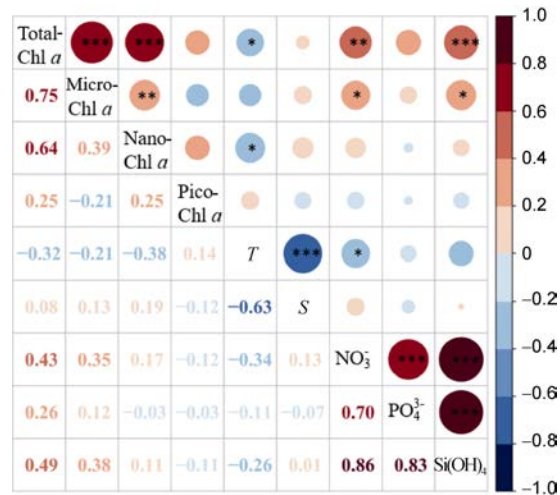 Total-
Chl a *** *** * ** ***
0.75 Micro-
Chl a ** * *
0.64 0.39 Nano-
Chl a *
0.25 −0.21 0.25 Pico-
Chl a
−0.32 −0.21 −0.38 0.14 T *** *
0.08 0.13 0.19 −0.12 −0.63 S
0.43 0.35 0.17 −0.12 −0.34 0.13 NO₃⁻ *** ***
0.26 0.12 −0.03 −0.03 −0.11 −0.07 0.70 PO₄³⁻ ***
0.49 0.38 0.11 −0.11 −0.26 0.01 0.86 0.83 Si(OH)₄
1.0
0.8
0.6
0.4
0.2
0
−0.2
−0.4
−0.6
−0.8
−1.0